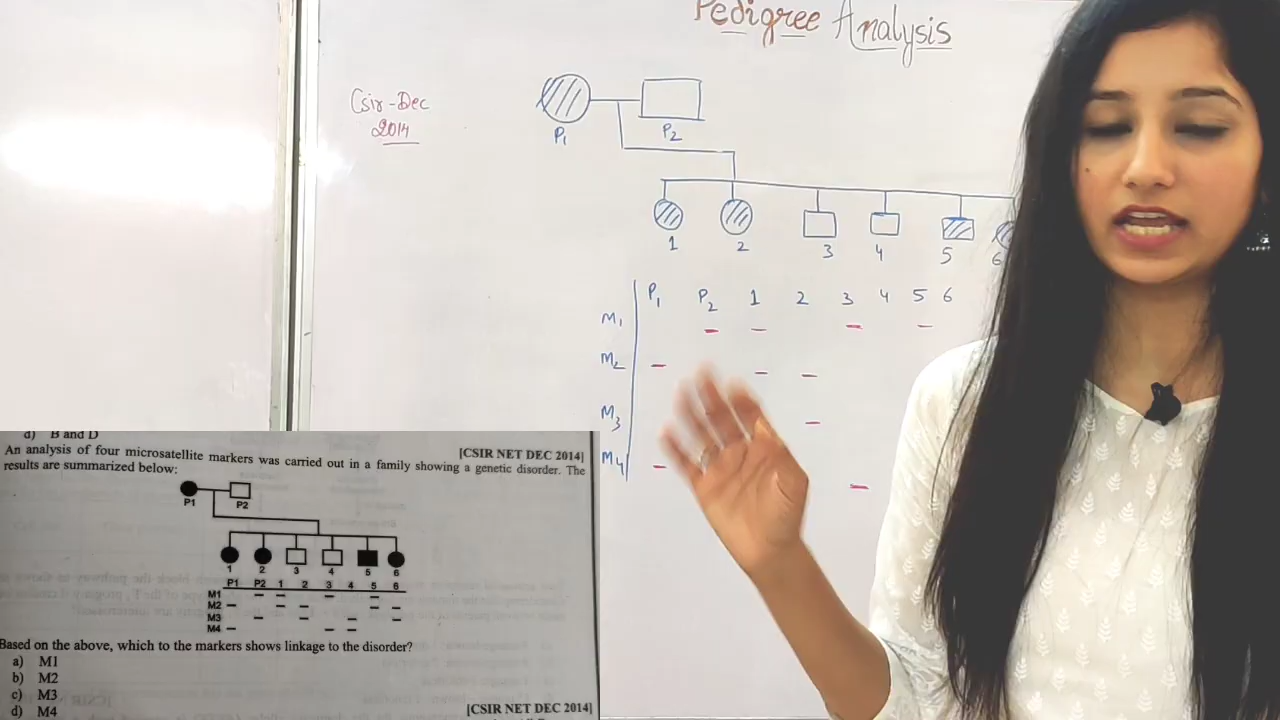 Pedigree Analysis
Csir-Dec
2014
P1
P2
1
2
3
4
5
6
P1 P2 1 2 3 4 5 6
M1 – – – –
M2 – – –
M3 –
M4 – –
d) B and D
[CSIR NET DEC 2014]
An analysis of four microsatellite markers was carried out in a family showing a genetic disorder. The
results are summarized below:
P1 P2
1 2 3 4 5 6
P1 P2 1 2 3 4 5 6
M1 – – – –
M2 – – – – –
M3 – – – –
M4 – – –
Based on the above, which to the markers shows linkage to the disorder?
a) M1
b) M2
c) M3
d) M4
[CSIR NET DEC 2014]